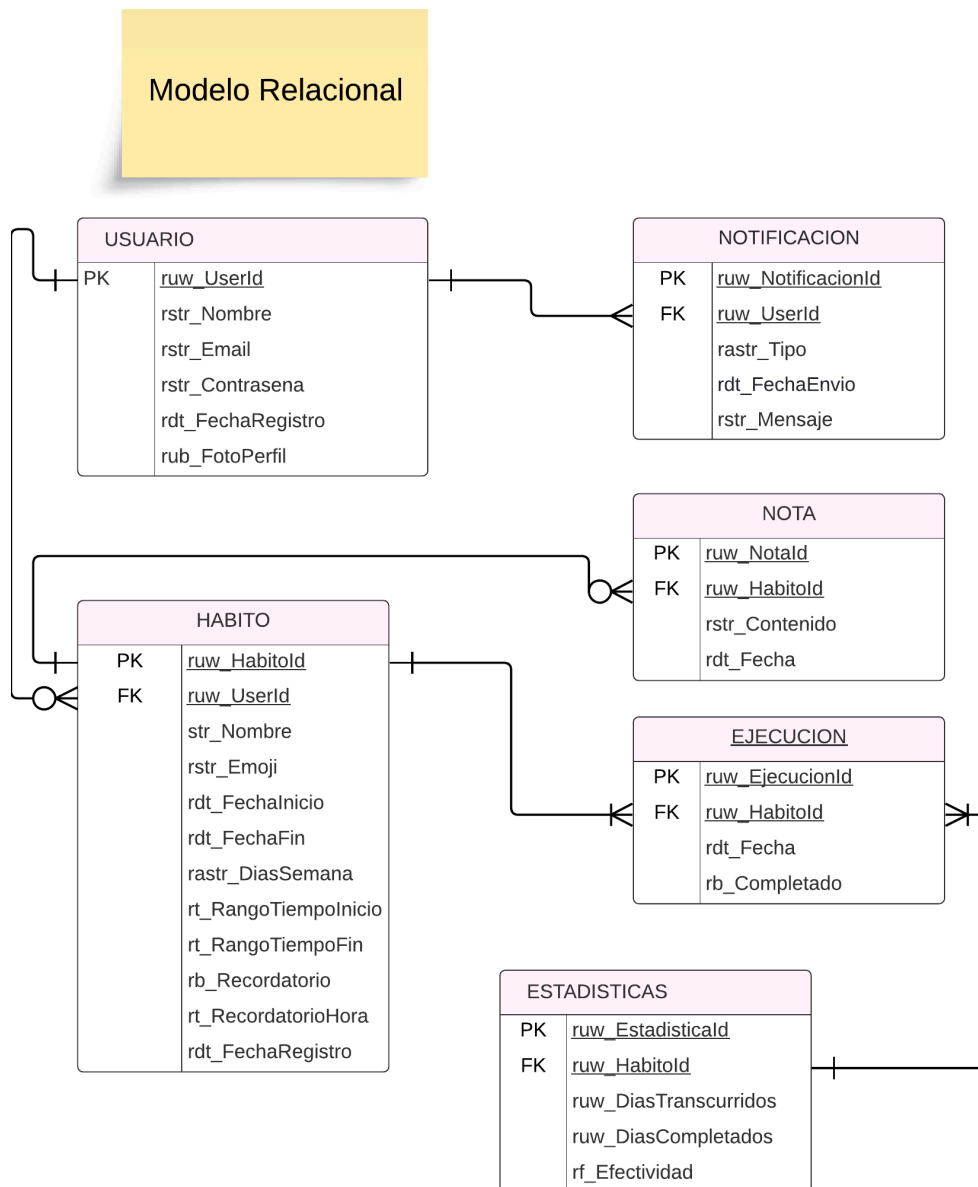 Modelo Relacional
USUARIO
PK ruw_UserId
rstr_Nombre
rstr_Email
rstr_Contrasena
rdt_FechaRegistro
rub_FotoPerfil
NOTIFICACION
PK ruw_NotificacionId
FK ruw_UserId
rastr_Tipo
rdt_FechaEnvio
rstr_Mensaje
NOTA
PK ruw_NotaId
FK ruw_HabitoId
rstr_Contenido
rdt_Fecha
HABITO
PK ruw_HabitoId
FK ruw_UserId
str_Nombre
rstr_Emoji
rdt_FechaInicio
rdt_FechaFin
rastr_DiasSemana
rt_RangoTiempoInicio
rt_RangoTiempoFin
rb_Recordatorio
rt_RecordatorioHora
rdt_FechaRegistro
EJECUCION
PK ruw_EjecucionId
FK ruw_HabitoId
rdt_Fecha
rb_Completado
ESTADISTICAS
PK ruw_EstadisticaId
FK ruw_HabitoId
ruw_DiasTranscurridos
ruw_DiasCompletados
rf_Efectividad